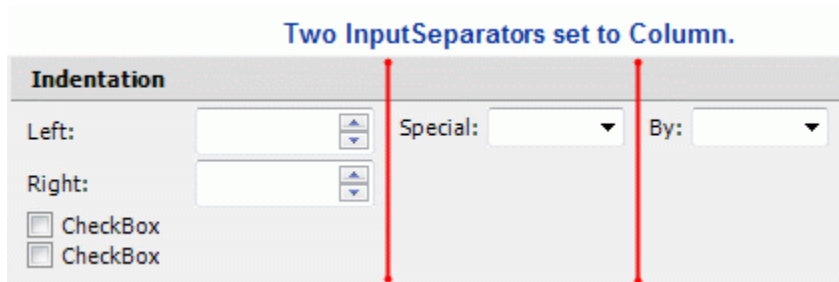 Two InputSeparators set to Column.
Indentation
Left: Special: By:
Right:
CheckBox
CheckBox